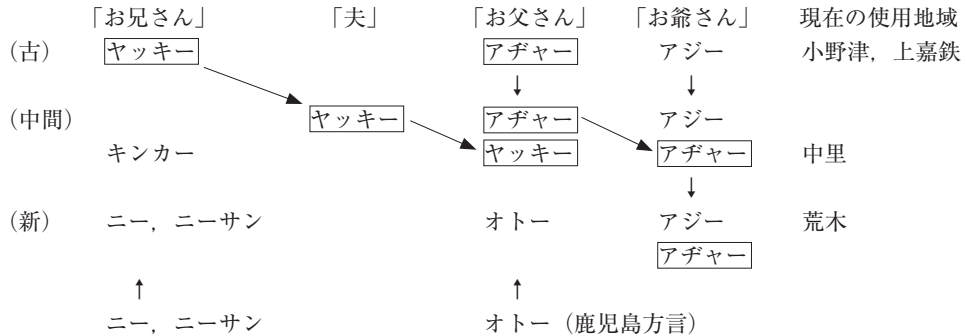 「お兄さん」 「夫」 「お父さん」 「お爺さん」 現在の使用地域
(古) ヤッキー アヂャー アジー 小野津,上嘉鉄
↓ ↓
(中間) ヤッキー アヂャー アジー
キンカー ヤッキー アヂャー 中里
↓
(新) ニー,ニーサン オトー アジー 荒木
アヂャー
↑ ↑
ニー,ニーサン オトー(鹿児島方言)